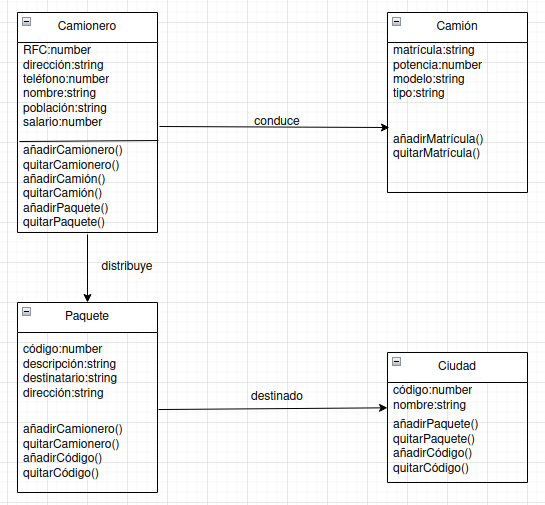 Camionero
RFC:number
dirección:string
teléfono:number
nombre:string
población:string
salario:number
añadirCamionero()
quitarCamionero()
añadirCamión()
quitarCamión()
añadirPaquete()
quitarPaquete()
conduce
Camión
matrícula:string
potencia:number
modelo:string
tipo:string
añadirMatrícula()
quitarMatrícula()
distribuye
Paquete
código:number
descripción:string
destinatario:string
dirección:string
añadirCamionero()
quitarCamionero()
añadirCódigo()
quitarCódigo()
destinado
Ciudad
código:number
nombre:string
añadirPaquete()
quitarPaquete()
añadirCódigo()
quitarCódigo()